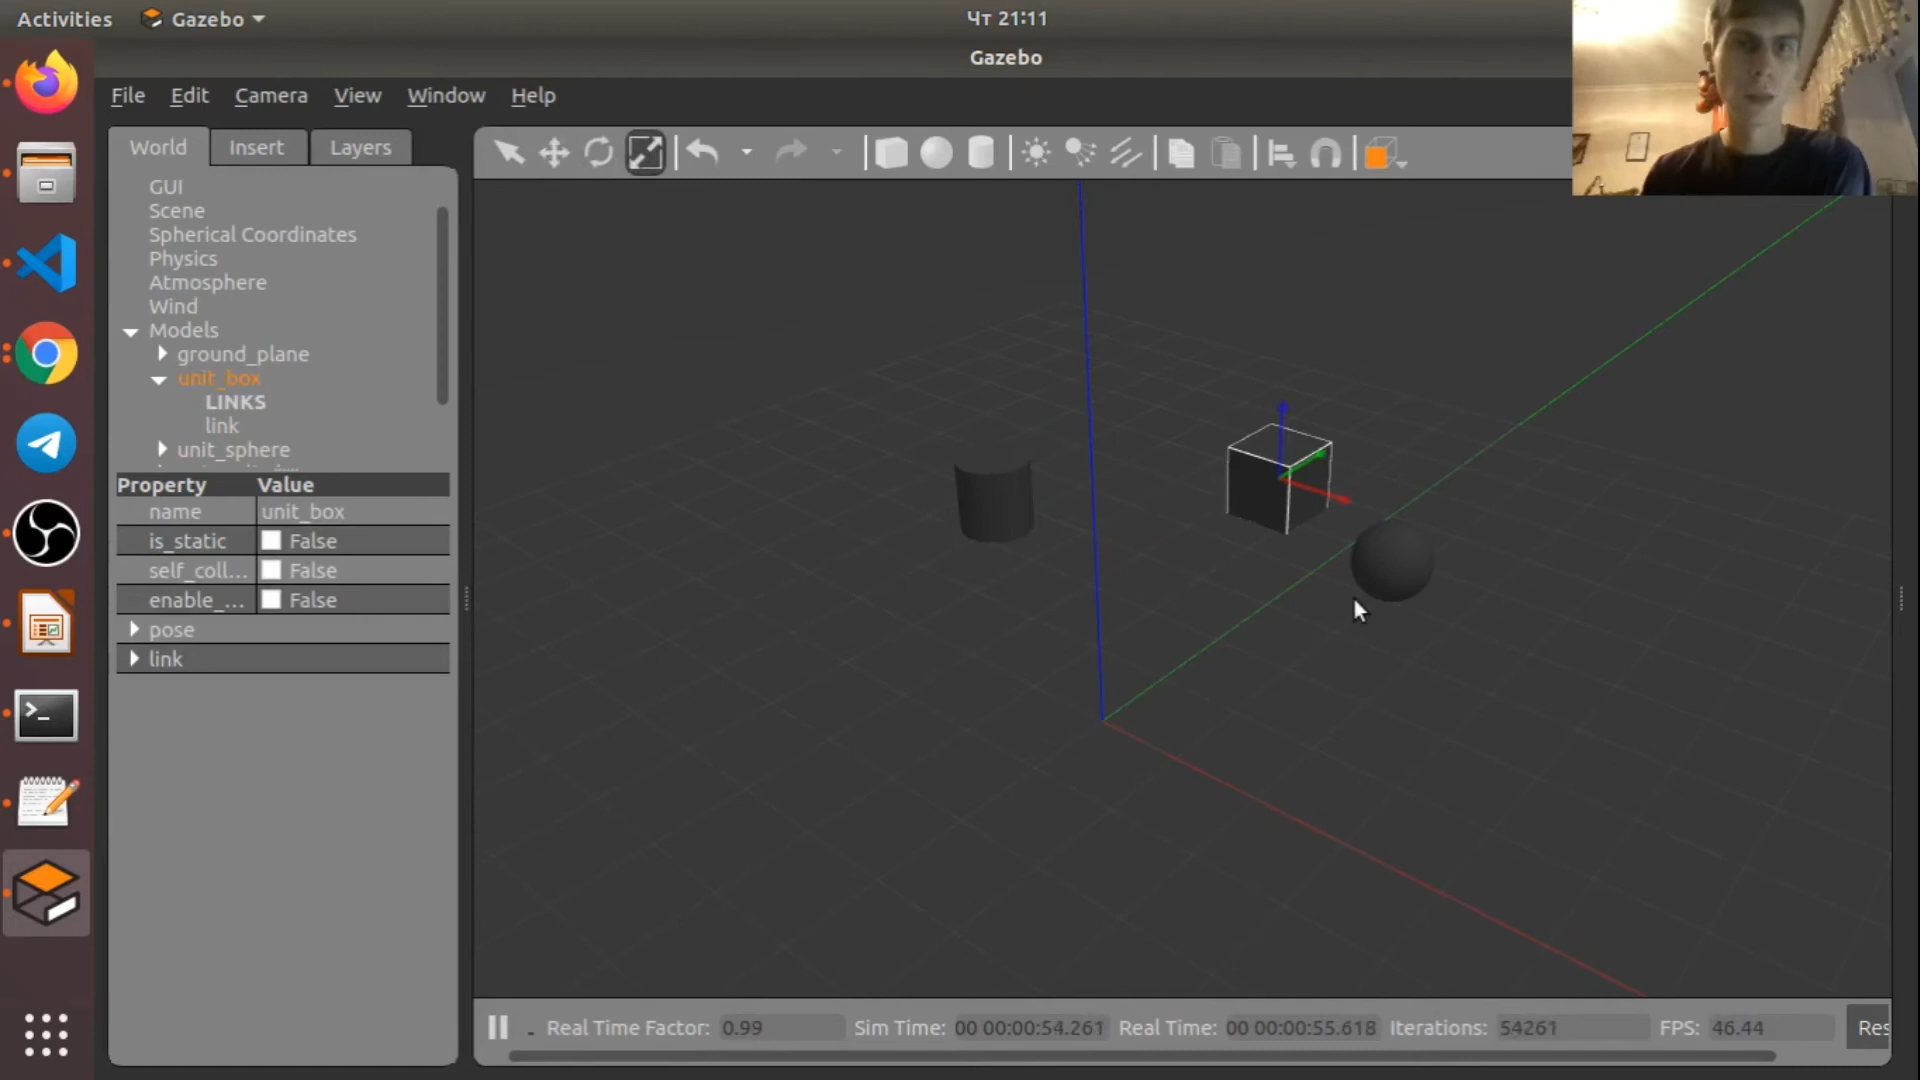 Activities Gazebo Чт 21:11
Gazebo
File Edit Camera View Window Help
World Insert Layers
GUI
Scene
Spherical Coordinates
Physics
Atmosphere
Wind
Models
ground_plane
unit_box
LINKS
link
unit_sphere
Property Value
name unit_box
is_static False
self_coll... False
enable_... False
pose
link
Real Time Factor: 0.99 Sim Time: 00 00:00:54.261 Real Time: 00 00:00:55.618 Iterations: 54261 FPS: 46.44 Res